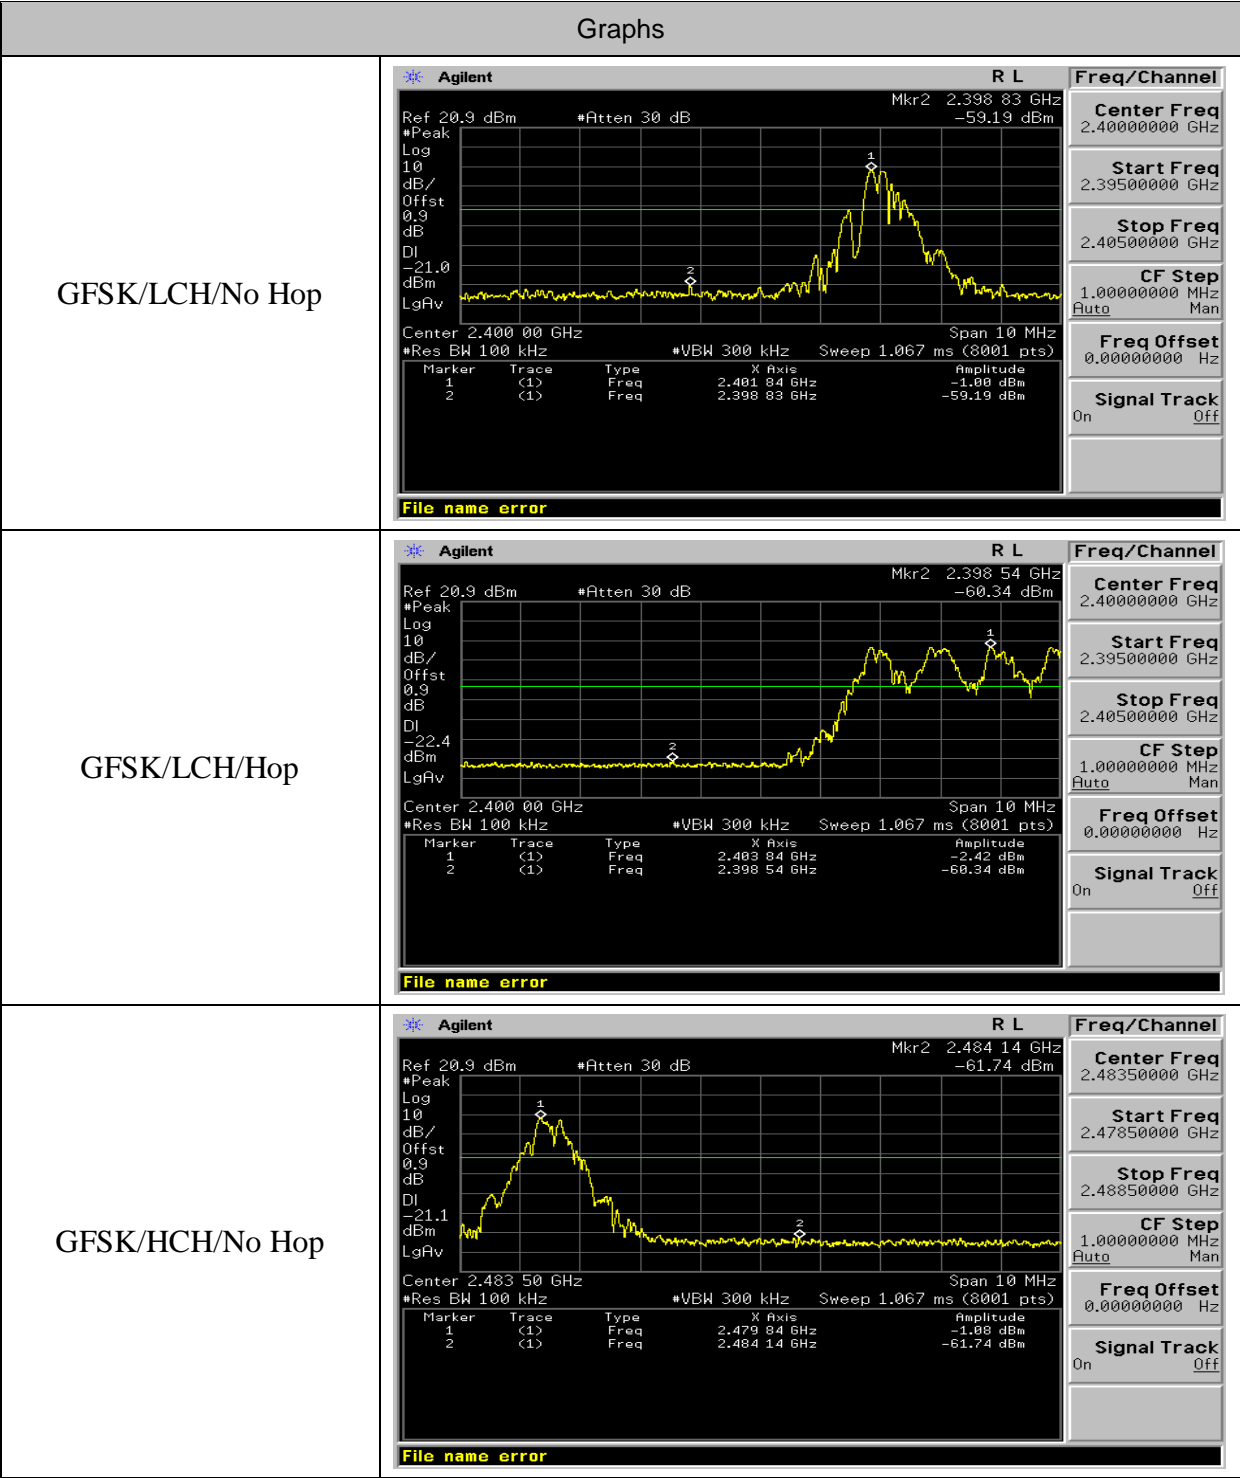 Graphs
GFSK/LCH/No Hop
Agilent R L Freq/Channel
Mkr2 2.398 83 GHz
Ref 20.9 dBm #Atten 30 dB -59.19 dBm
#Peak
Log
10
dB/
Offst
0.9
dB
DI
-21.0
dBm
LgAv
1
2
Center 2.400 00 GHz Span 10 MHz
#Res BW 100 kHz #VBW 300 kHz Sweep 1.067 ms (8001 pts)
Marker Trace Type X Axis Amplitude
1 (1) Freq 2.401 84 GHz -1.00 dBm
2 (1) Freq 2.398 83 GHz -59.19 dBm
File name error
Center Freq
2.40000000 GHz
Start Freq
2.39500000 GHz
Stop Freq
2.40500000 GHz
CF Step
1.00000000 MHz
Auto Man
Freq Offset
0.00000000 Hz
Signal Track
On Off
GFSK/LCH/Hop
Agilent R L Freq/Channel
Mkr2 2.398 54 GHz
Ref 20.9 dBm #Atten 30 dB -60.34 dBm
#Peak
Log
10
dB/
Offst
0.9
dB
DI
-22.4
dBm
LgAv
1
2
Center 2.400 00 GHz Span 10 MHz
#Res BW 100 kHz #VBW 300 kHz Sweep 1.067 ms (8001 pts)
Marker Trace Type X Axis Amplitude
1 (1) Freq 2.403 84 GHz -2.42 dBm
2 (1) Freq 2.398 54 GHz -60.34 dBm
File name error
Center Freq
2.40000000 GHz
Start Freq
2.39500000 GHz
Stop Freq
2.40500000 GHz
CF Step
1.00000000 MHz
Auto Man
Freq Offset
0.00000000 Hz
Signal Track
On Off
GFSK/HCH/No Hop
Agilent R L Freq/Channel
Mkr2 2.484 14 GHz
Ref 20.9 dBm #Atten 30 dB -61.74 dBm
#Peak
Log
10
dB/
Offst
0.9
dB
DI
-21.1
dBm
LgAv
1
2
Center 2.483 50 GHz Span 10 MHz
#Res BW 100 kHz #VBW 300 kHz Sweep 1.067 ms (8001 pts)
Marker Trace Type X Axis Amplitude
1 (1) Freq 2.479 84 GHz -1.08 dBm
2 (1) Freq 2.484 14 GHz -61.74 dBm
File name error
Center Freq
2.48350000 GHz
Start Freq
2.47850000 GHz
Stop Freq
2.48850000 GHz
CF Step
1.00000000 MHz
Auto Man
Freq Offset
0.00000000 Hz
Signal Track
On Off